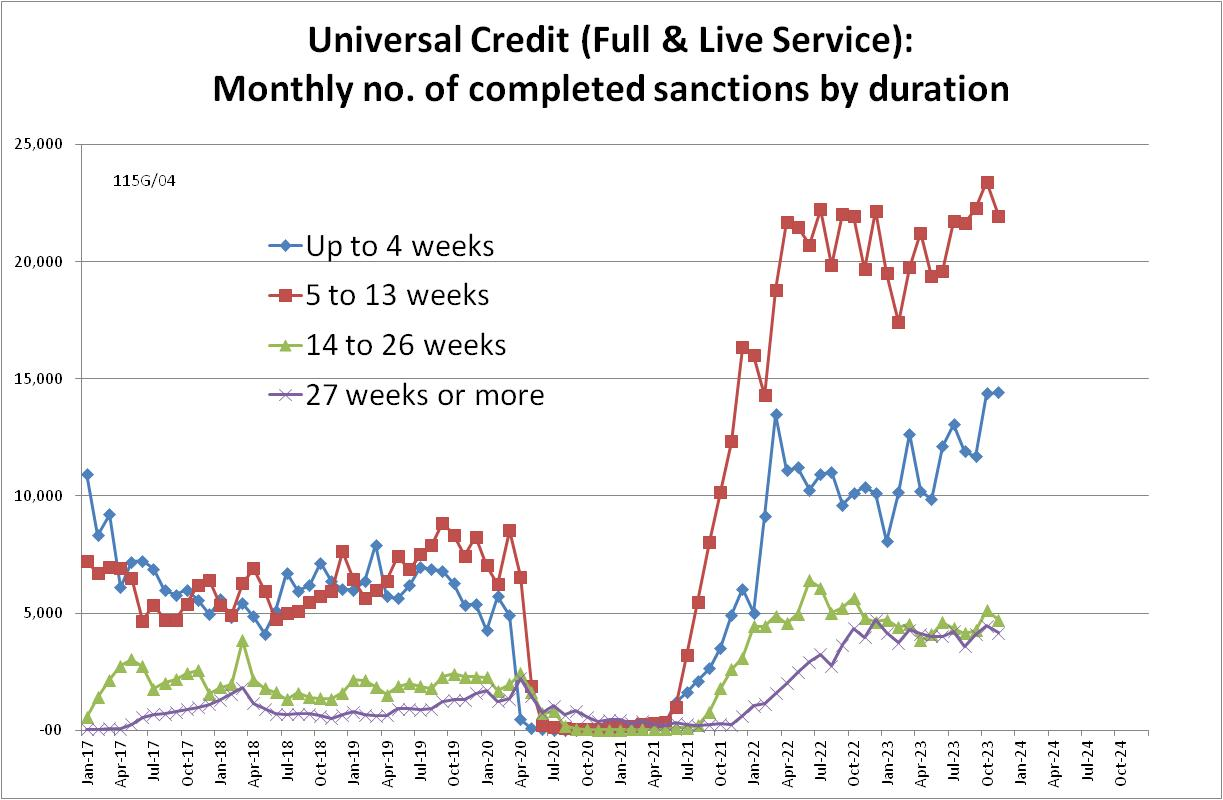 Universal Credit (Full & Live Service):
Monthly no. of completed sanctions by duration
25,000
115G/04
Up to 4 weeks
20,000
5 to 13 weeks
14 to 26 weeks
15,000
27 weeks or more
10,000
5,000
-00
Jan-17
Apr-17
Jul-17
Oct-17
Jan-18
Apr-18
Jul-18
Oct-18
Jan-19
Apr-19
Jul-19
Oct-19
Jan-20
Apr-20
Jul-20
Oct-20
Jan-21
Apr-21
Jul-21
Oct-21
Jan-22
Apr-22
Jul-22
Oct-22
Jan-23
Apr-23
Jul-23
Oct-23
Jan-24
Apr-24
Jul-24
Oct-24